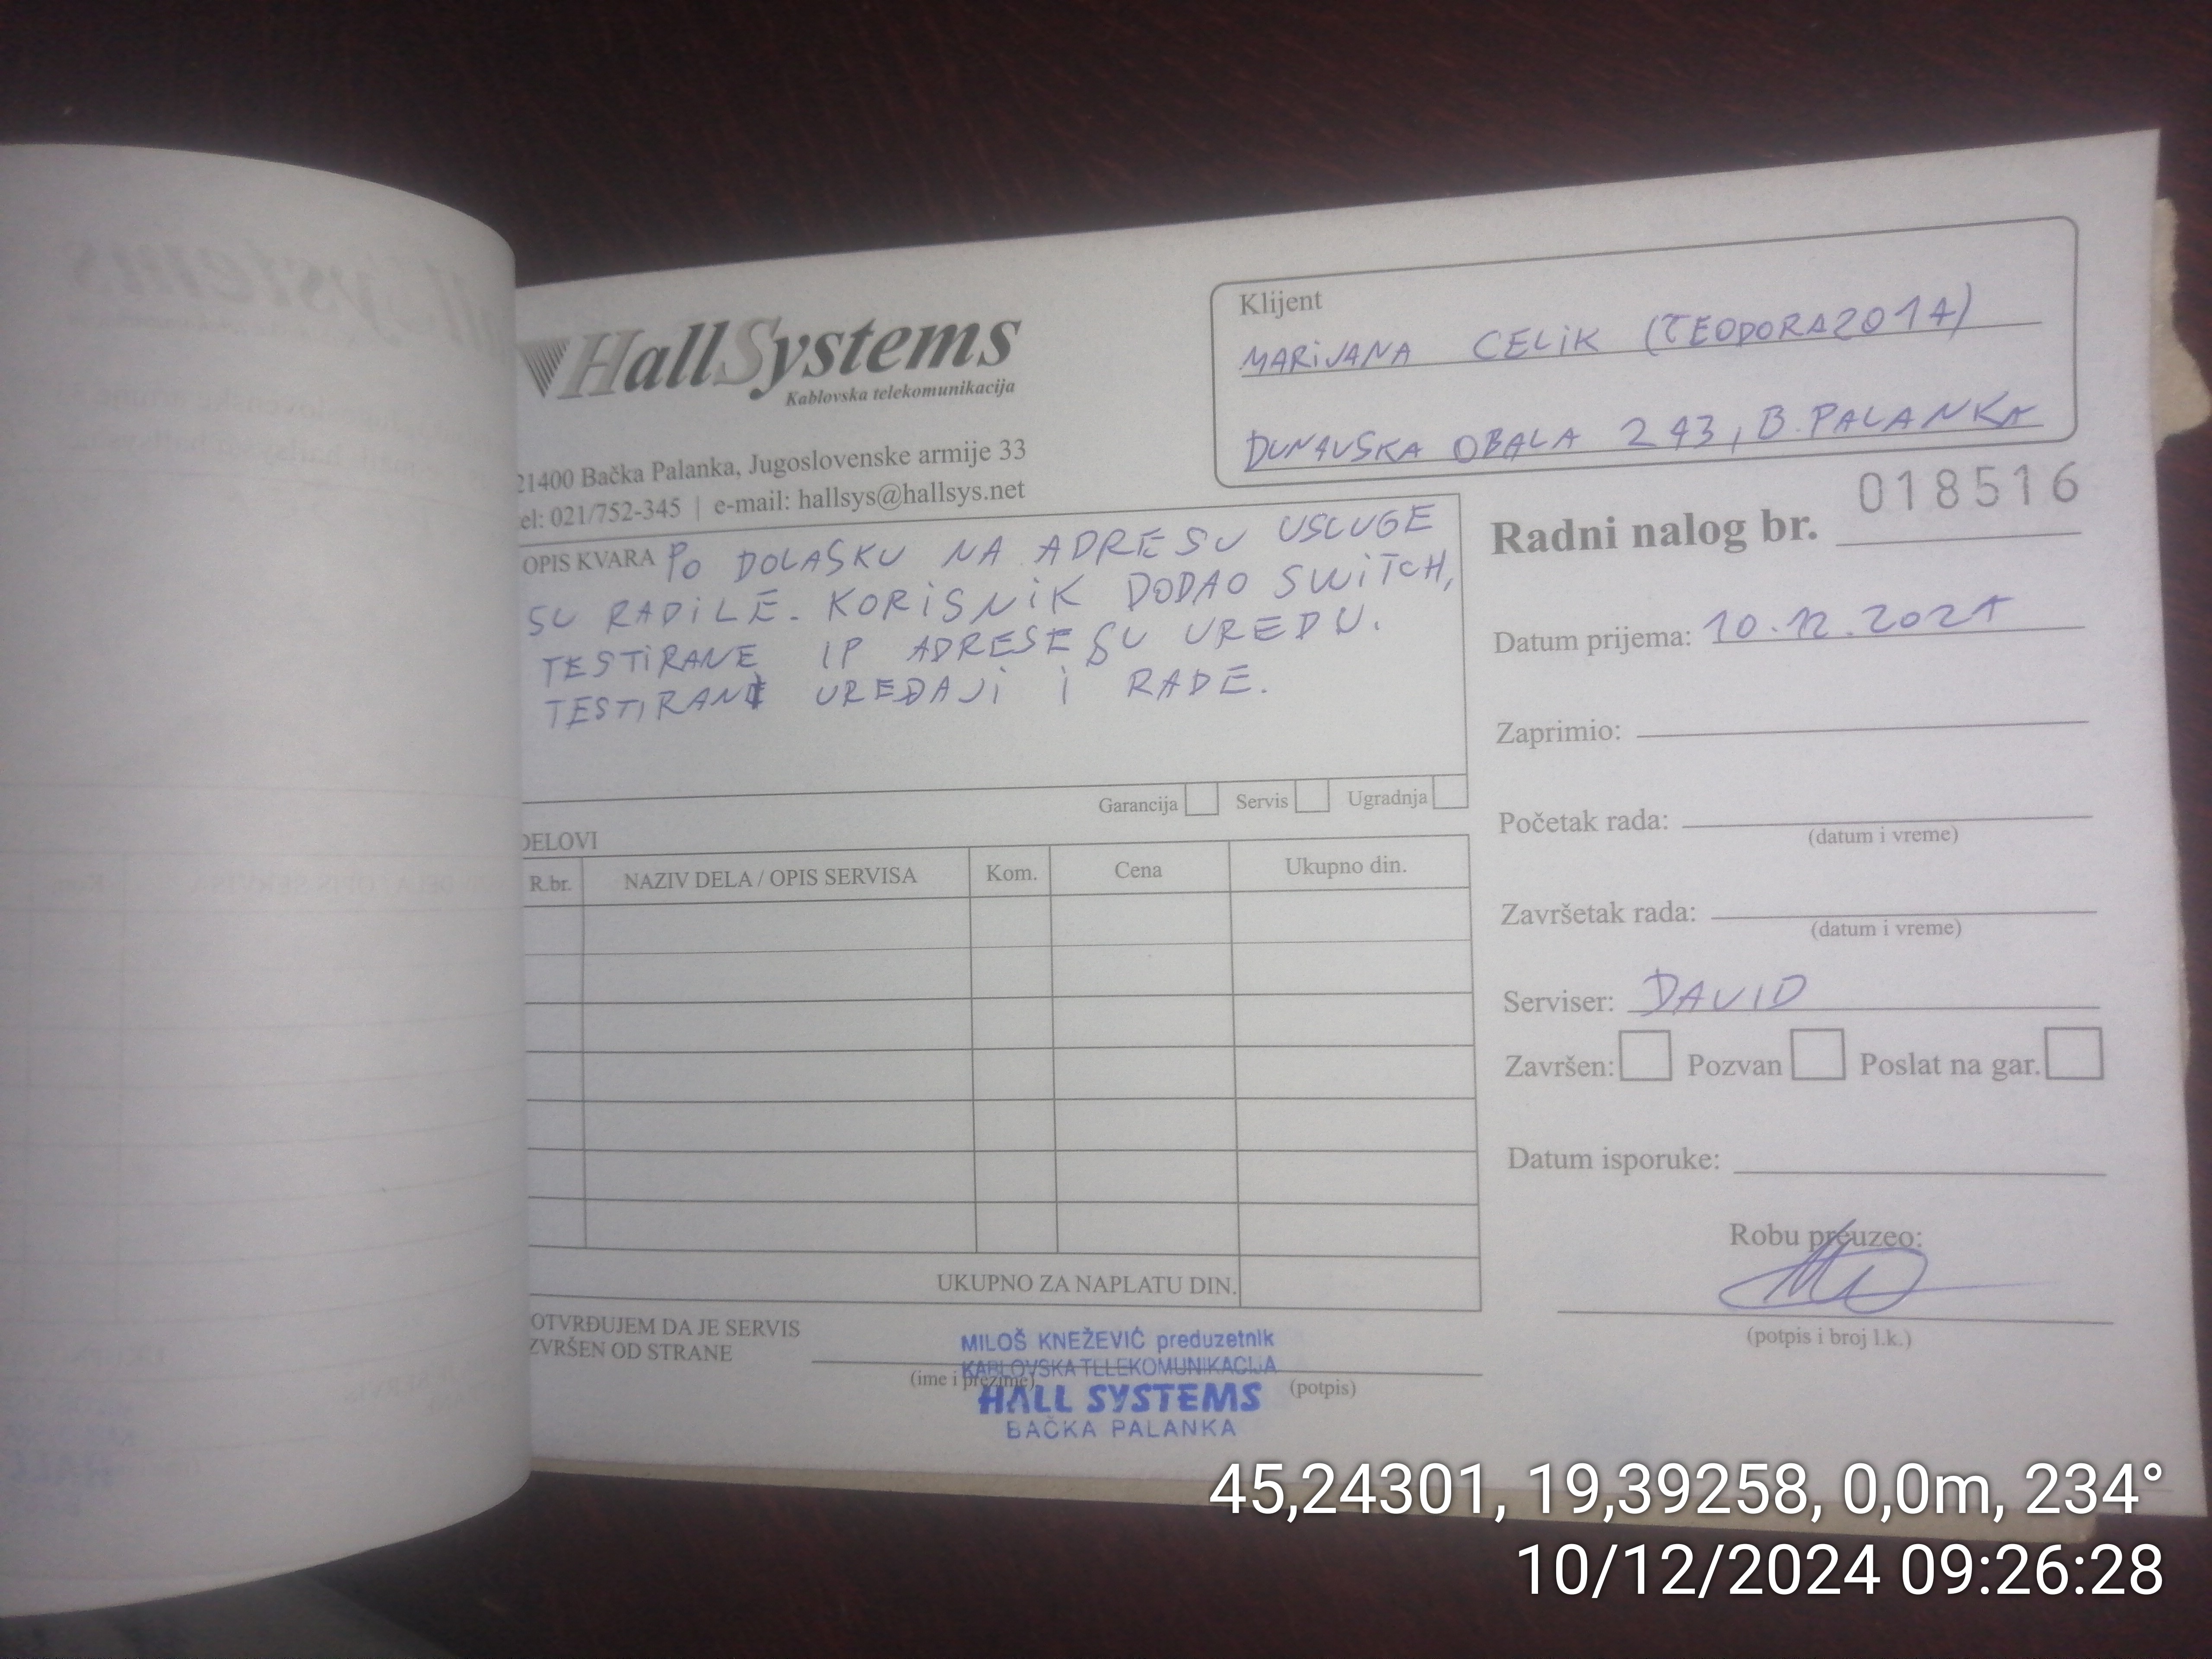 HallSystems
Kablovska telekomunikacija
21400 Bačka Palanka, Jugoslovenske armije 33
tel: 021/752-345 | e-mail: hallsys@hallsys.net
Klijent
MARIJANA CELIK (TEODORA2014)
DUNAVSKA OBALA 243, B. PALANKA
OPIS KVARA PO DOLASKU NA ADRESU USLUGE
SU RADILE. KORISNIK DODAO SWITCH,
TESTIRANE IP ADRESE SU UREDU.
TESTIRANI UREĐAJI I RADE.
Garancija Servis Ugradnja
DELOVI
R.br. NAZIV DELA / OPIS SERVISA Kom. Cena Ukupno din.
UKUPNO ZA NAPLATU DIN.
OTVRĐUJEM DA JE SERVIS
ZVRŠEN OD STRANE
(ime i prezime)
(potpis)
MILOŠ KNEŽEVIĆ preduzetnik
KABLOVSKA TELEKOMUNIKACIJA
HALL SYSTEMS
BAČKA PALANKA
Radni nalog br. 018516
Datum prijema: 10.12.2024
Zaprimio:
Početak rada:
(datum i vreme)
Završetak rada:
(datum i vreme)
Serviser: DAVID
Završen: Pozvan Poslat na gar.
Datum isporuke:
Robu preuzeo:
(potpis i broj l.k.)
45,24301, 19,39258, 0,0m, 234°
10/12/2024 09:26:28